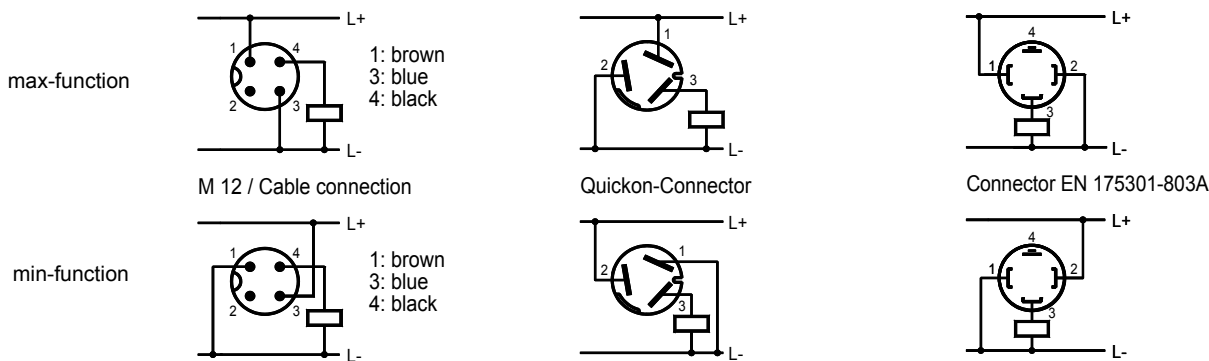 max-function
L+
1
4
2
3
L-
1: brown
3: blue
4: black
M 12 / Cable connection
L+
1
2
3
L-
Quickon-Connector
L+
4
1
2
3
L-
Connector EN 175301-803A
min-function
L+
1
4
2
3
L-
1: brown
3: blue
4: black
L+
1
2
3
L-
L+
4
1
2
3
L-